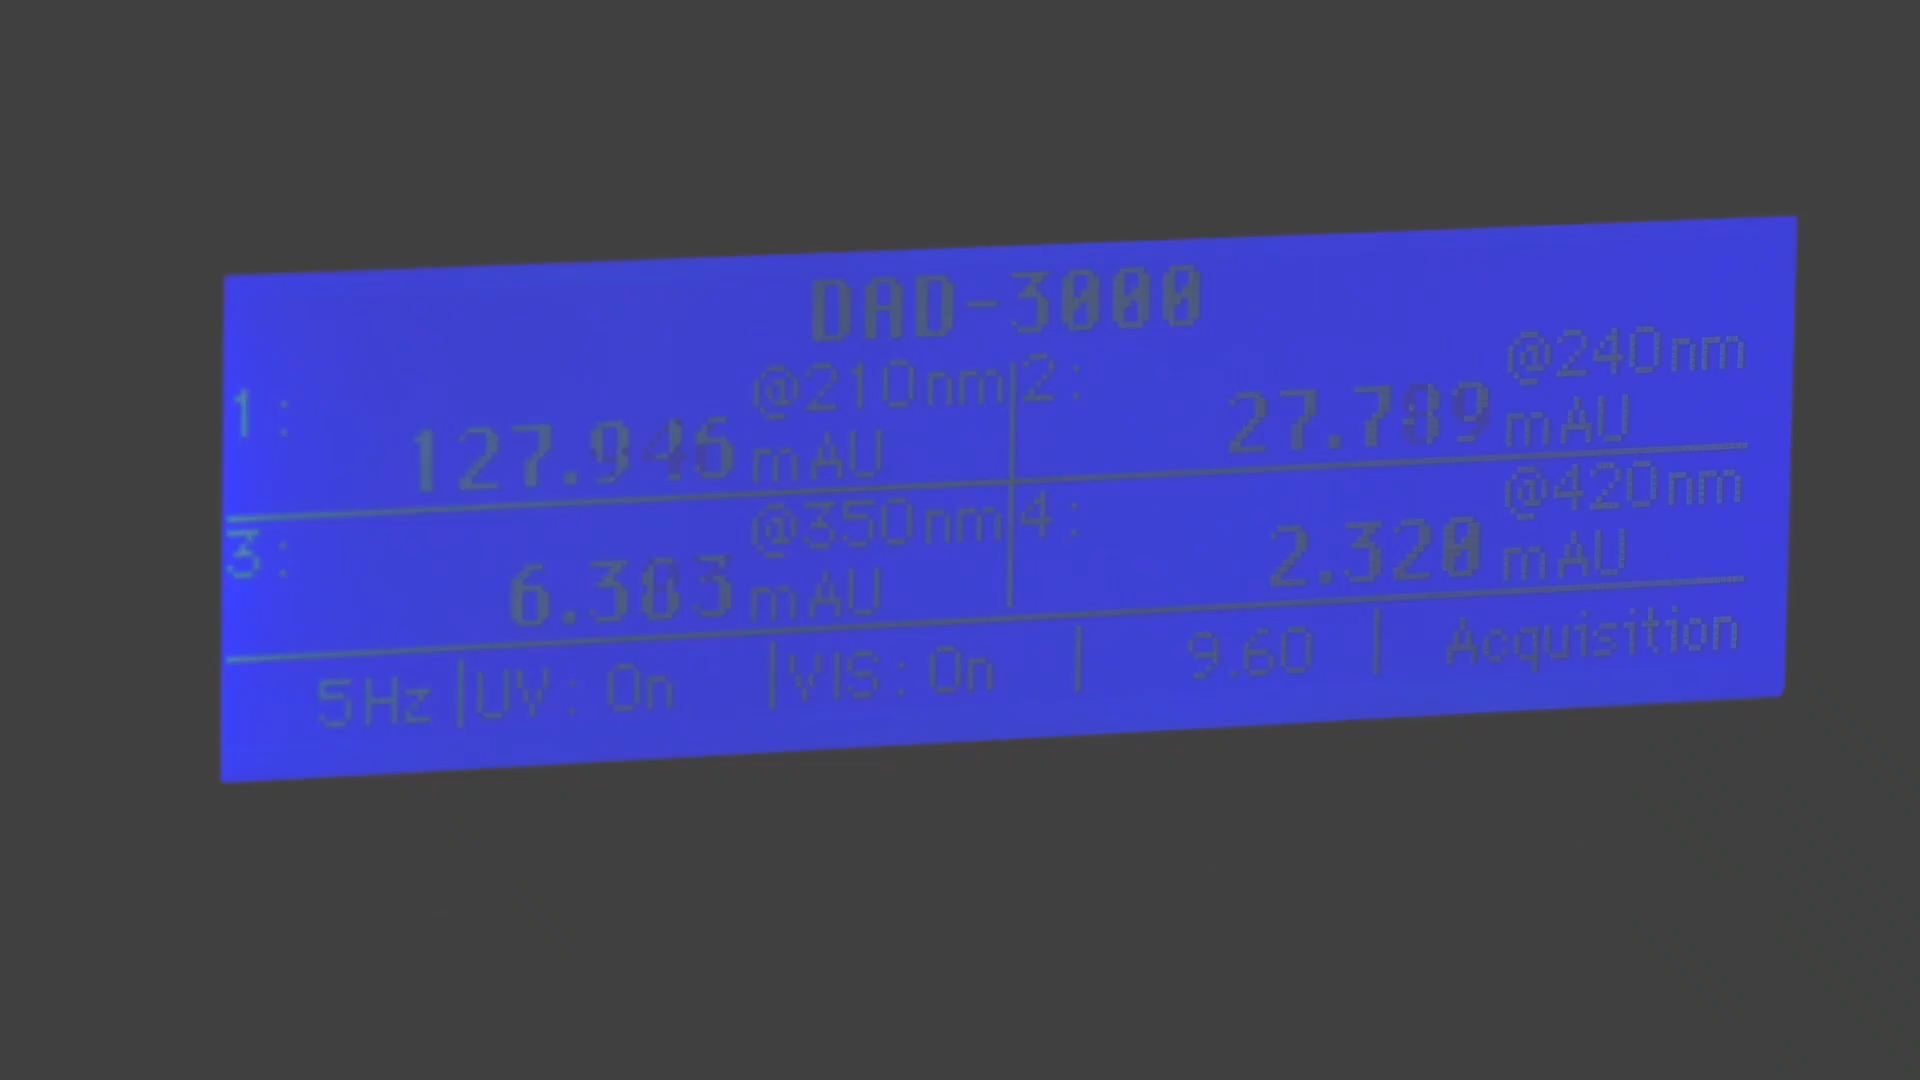 DAD-3000
1: @210nm 2: @240nm
127.946 mAU 27.789 mAU
3: @350nm 4: @420nm
6.303 mAU 2.320 mAU
5Hz UV: On VIS: On 9.60 Acquisition